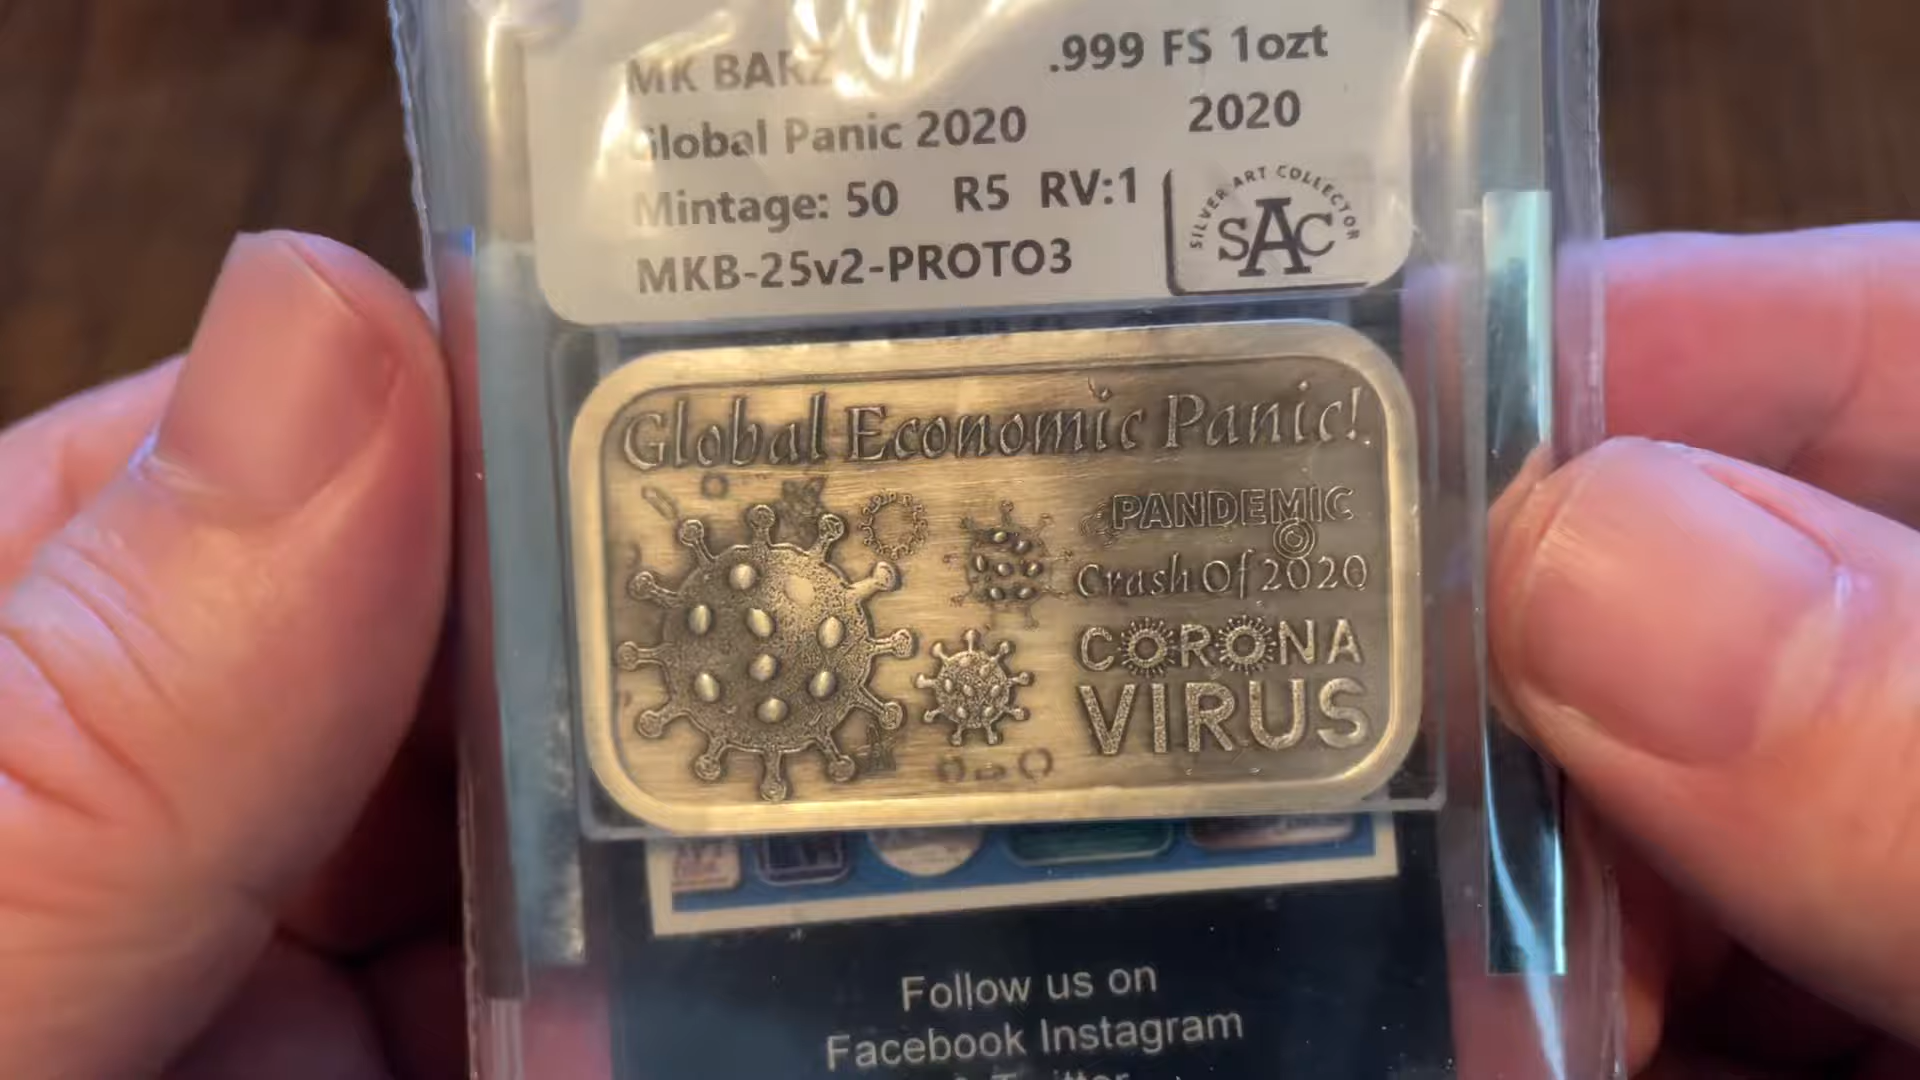 MK BARZ .999 FS 1ozt
Global Panic 2020 2020
Mintage: 50 R5 RV:1
MKB-25v2-PROTO3
SILVER ART COLLECTOR
SAC
Global Economic Panic!
PANDEMIC
©
Crash Of 2020
CORONA
VIRUS
Follow us on
Facebook Instagram
& Twitter